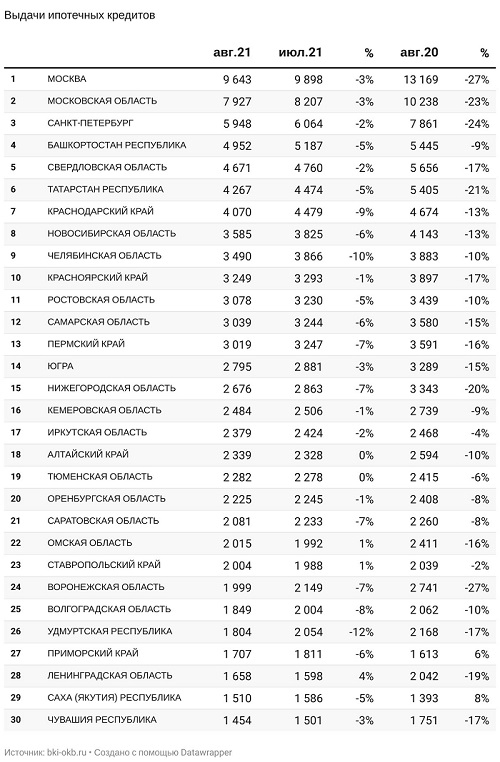 Выдачи ипотечных кредитов
авг.21 июл.21 % авг.20 %
1 МОСКВА 9 643 9 898 -3% 13 169 -27%
2 МОСКОВСКАЯ ОБЛАСТЬ 7 927 8 207 -3% 10 238 -23%
3 САНКТ-ПЕТЕРБУРГ 5 948 6 064 -2% 7 861 -24%
4 БАШКОРТОСТАН РЕСПУБЛИКА 4 952 5 187 -5% 5 445 -9%
5 СВЕРДЛОВСКАЯ ОБЛАСТЬ 4 671 4 760 -2% 5 656 -17%
6 ТАТАРСТАН РЕСПУБЛИКА 4 267 4 474 -5% 5 405 -21%
7 КРАСНОДАРСКИЙ КРАЙ 4 070 4 479 -9% 4 674 -13%
8 НОВОСИБИРСКАЯ ОБЛАСТЬ 3 585 3 825 -6% 4 143 -13%
9 ЧЕЛЯБИНСКАЯ ОБЛАСТЬ 3 490 3 866 -10% 3 883 -10%
10 КРАСНОЯРСКИЙ КРАЙ 3 249 3 293 -1% 3 897 -17%
11 РОСТОВСКАЯ ОБЛАСТЬ 3 078 3 230 -5% 3 439 -10%
12 САМАРСКАЯ ОБЛАСТЬ 3 039 3 244 -6% 3 580 -15%
13 ПЕРМСКИЙ КРАЙ 3 019 3 247 -7% 3 591 -16%
14 ЮГРА 2 795 2 881 -3% 3 289 -15%
15 НИЖЕГОРОДСКАЯ ОБЛАСТЬ 2 676 2 863 -7% 3 343 -20%
16 КЕМЕРОВСКАЯ ОБЛАСТЬ 2 484 2 506 -1% 2 739 -9%
17 ИРКУТСКАЯ ОБЛАСТЬ 2 379 2 424 -2% 2 468 -4%
18 АЛТАЙСКИЙ КРАЙ 2 339 2 328 0% 2 594 -10%
19 ТЮМЕНСКАЯ ОБЛАСТЬ 2 282 2 278 0% 2 415 -6%
20 ОРЕНБУРГСКАЯ ОБЛАСТЬ 2 225 2 245 -1% 2 408 -8%
21 САРАТОВСКАЯ ОБЛАСТЬ 2 081 2 233 -7% 2 260 -8%
22 ОМСКАЯ ОБЛАСТЬ 2 015 1 992 1% 2 411 -16%
23 СТАВРОПОЛЬСКИЙ КРАЙ 2 004 1 988 1% 2 039 -2%
24 ВОРОНЕЖСКАЯ ОБЛАСТЬ 1 999 2 149 -7% 2 741 -27%
25 ВОЛГОГРАДСКАЯ ОБЛАСТЬ 1 849 2 004 -8% 2 062 -10%
26 УДМУРТСКАЯ РЕСПУБЛИКА 1 804 2 054 -12% 2 168 -17%
27 ПРИМОРСКИЙ КРАЙ 1 707 1 811 -6% 1 613 6%
28 ЛЕНИНГРАДСКАЯ ОБЛАСТЬ 1 658 1 598 4% 2 042 -19%
29 САХА (ЯКУТИЯ) РЕСПУБЛИКА 1 510 1 586 -5% 1 393 8%
30 ЧУВАШИЯ РЕСПУБЛИКА 1 454 1 501 -3% 1 751 -17%
Источник: bki-okb.ru • Создано с помощью Datawrapper